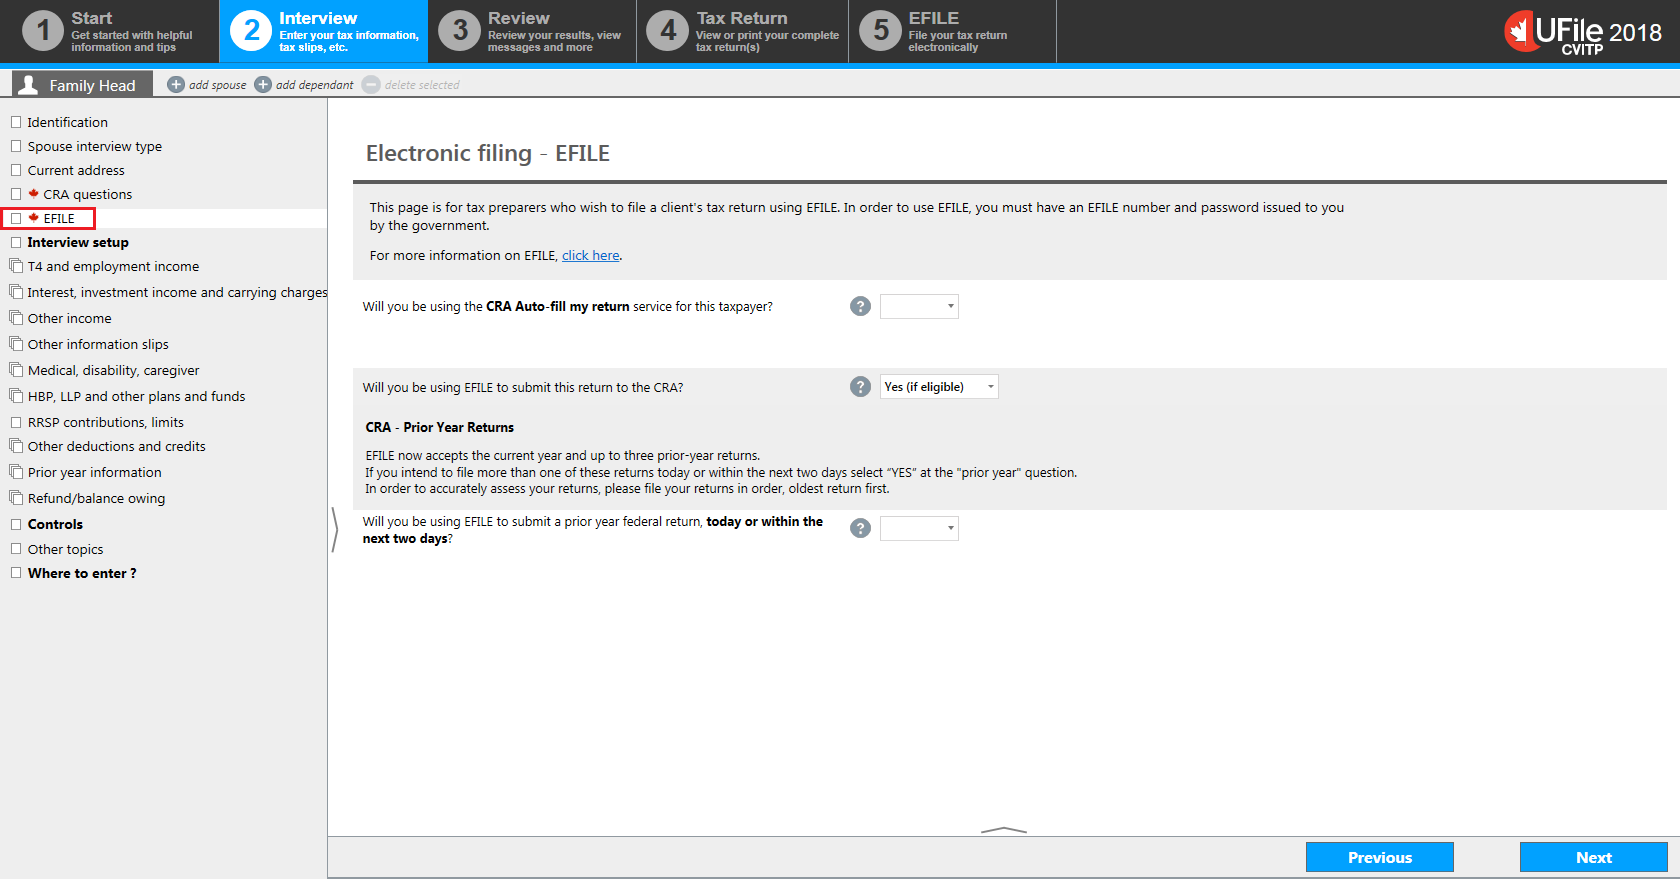 1
Start
Get started with helpful
information and tips
2
Interview
Enter your tax information,
tax slips, etc.
3
Review
Review your results, view
messages and more
4
Tax Return
View or print your complete
tax return(s)
5
EFILE
File your tax return
electronically
UFile 2018
CVITP
Family Head
add spouse
add dependant
delete selected
Identification
Spouse interview type
Current address
CRA questions
EFILE
Interview setup
T4 and employment income
Interest, investment income and carrying charges
Other income
Other information slips
Medical, disability, caregiver
HBP, LLP and other plans and funds
RRSP contributions, limits
Other deductions and credits
Prior year information
Refund/balance owing
Controls
Other topics
Where to enter ?
Electronic filing - EFILE
This page is for tax preparers who wish to file a client's tax return using EFILE. In order to use EFILE, you must have an EFILE number and password issued to you
by the government.
For more information on EFILE, click here.
Will you be using the CRA Auto-fill my return service for this taxpayer?
?
Will you be using EFILE to submit this return to the CRA?
?
Yes (if eligible)
CRA - Prior Year Returns
EFILE now accepts the current year and up to three prior-year returns.
If you intend to file more than one of these returns today or within the next two days select “YES” at the "prior year" question.
In order to accurately assess your returns, please file your returns in order, oldest return first.
Will you be using EFILE to submit a prior year federal return, today or within the
next two days?
?
Previous
Next